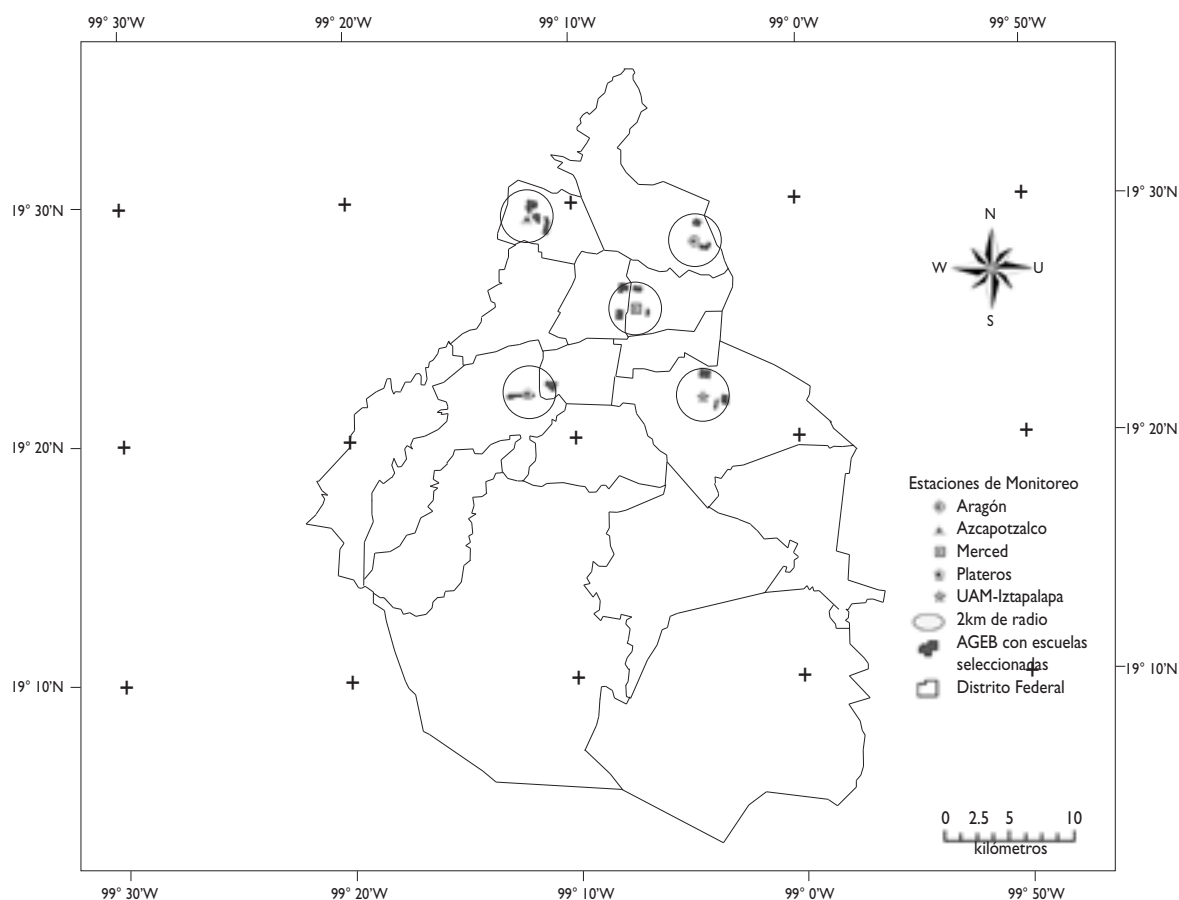 99° 30'W 99° 20'W 99° 10'W 99° 0'W 99° 50'W
19° 30'N
19° 30'N
N
W U
S
19° 20'N
19° 20'N
Estaciones de Monitoreo
Aragón
Azcapotzalco
Merced
Plateros
UAM-Iztapalapa
2km de radio
AGEB con escuelas
seleccionadas
Distrito Federal
19° 10'N
19° 10'N
0 2.5 5 10
kilómetros
99° 30'W 99° 20'W 99° 10'W 99° 0'W 99° 50'W